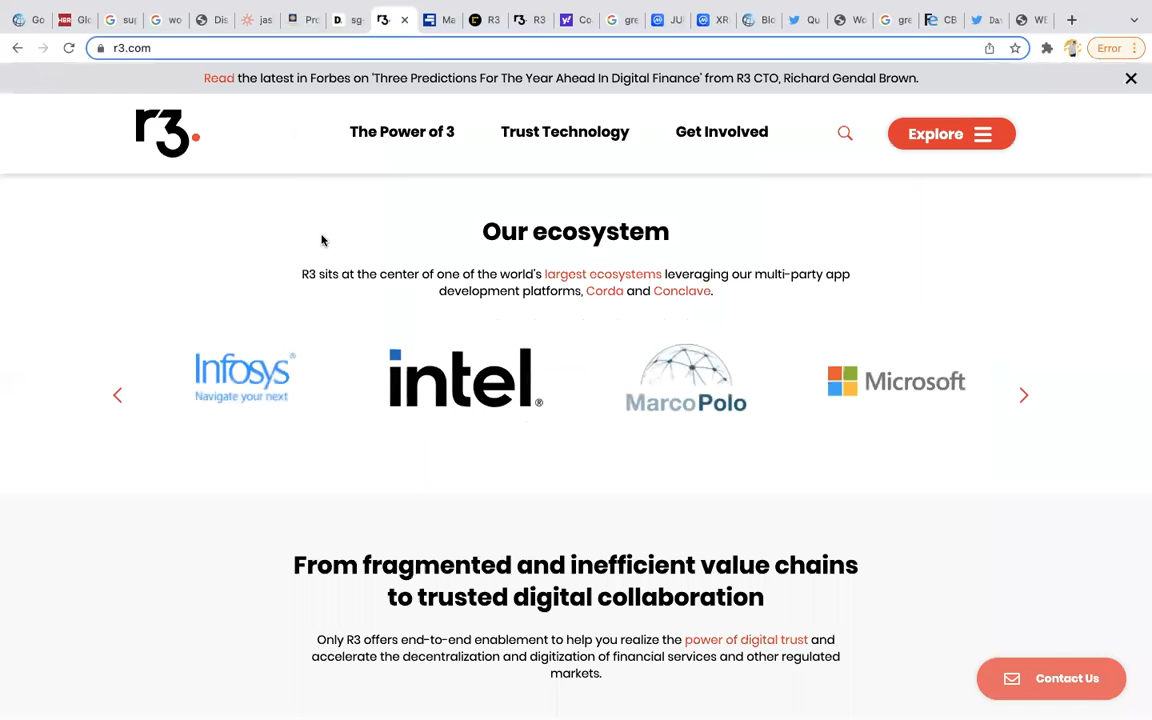 Go
HBR Glo
sup
wo
Dis
jas
Pro
D. sg-
r3.
Ma
R3
r3. R3
y! Co
gre
JU
XR
Blo
Qu
Wo
gre
CB
Da
WE
r3.com
Error
Read the latest in Forbes on 'Three Predictions For The Year Ahead In Digital Finance' from R3 CTO, Richard Gendal Brown.
r3.
The Power of 3
Trust Technology
Get Involved
Explore
Our ecosystem
R3 sits at the center of one of the world's largest ecosystems leveraging our multi-party app
development platforms, Corda and Conclave.
Infosys®
Navigate your next
intel®
MarcoPolo
Microsoft
From fragmented and inefficient value chains
to trusted digital collaboration
Only R3 offers end-to-end enablement to help you realize the power of digital trust and
accelerate the decentralization and digitization of financial services and other regulated
markets.
Contact Us